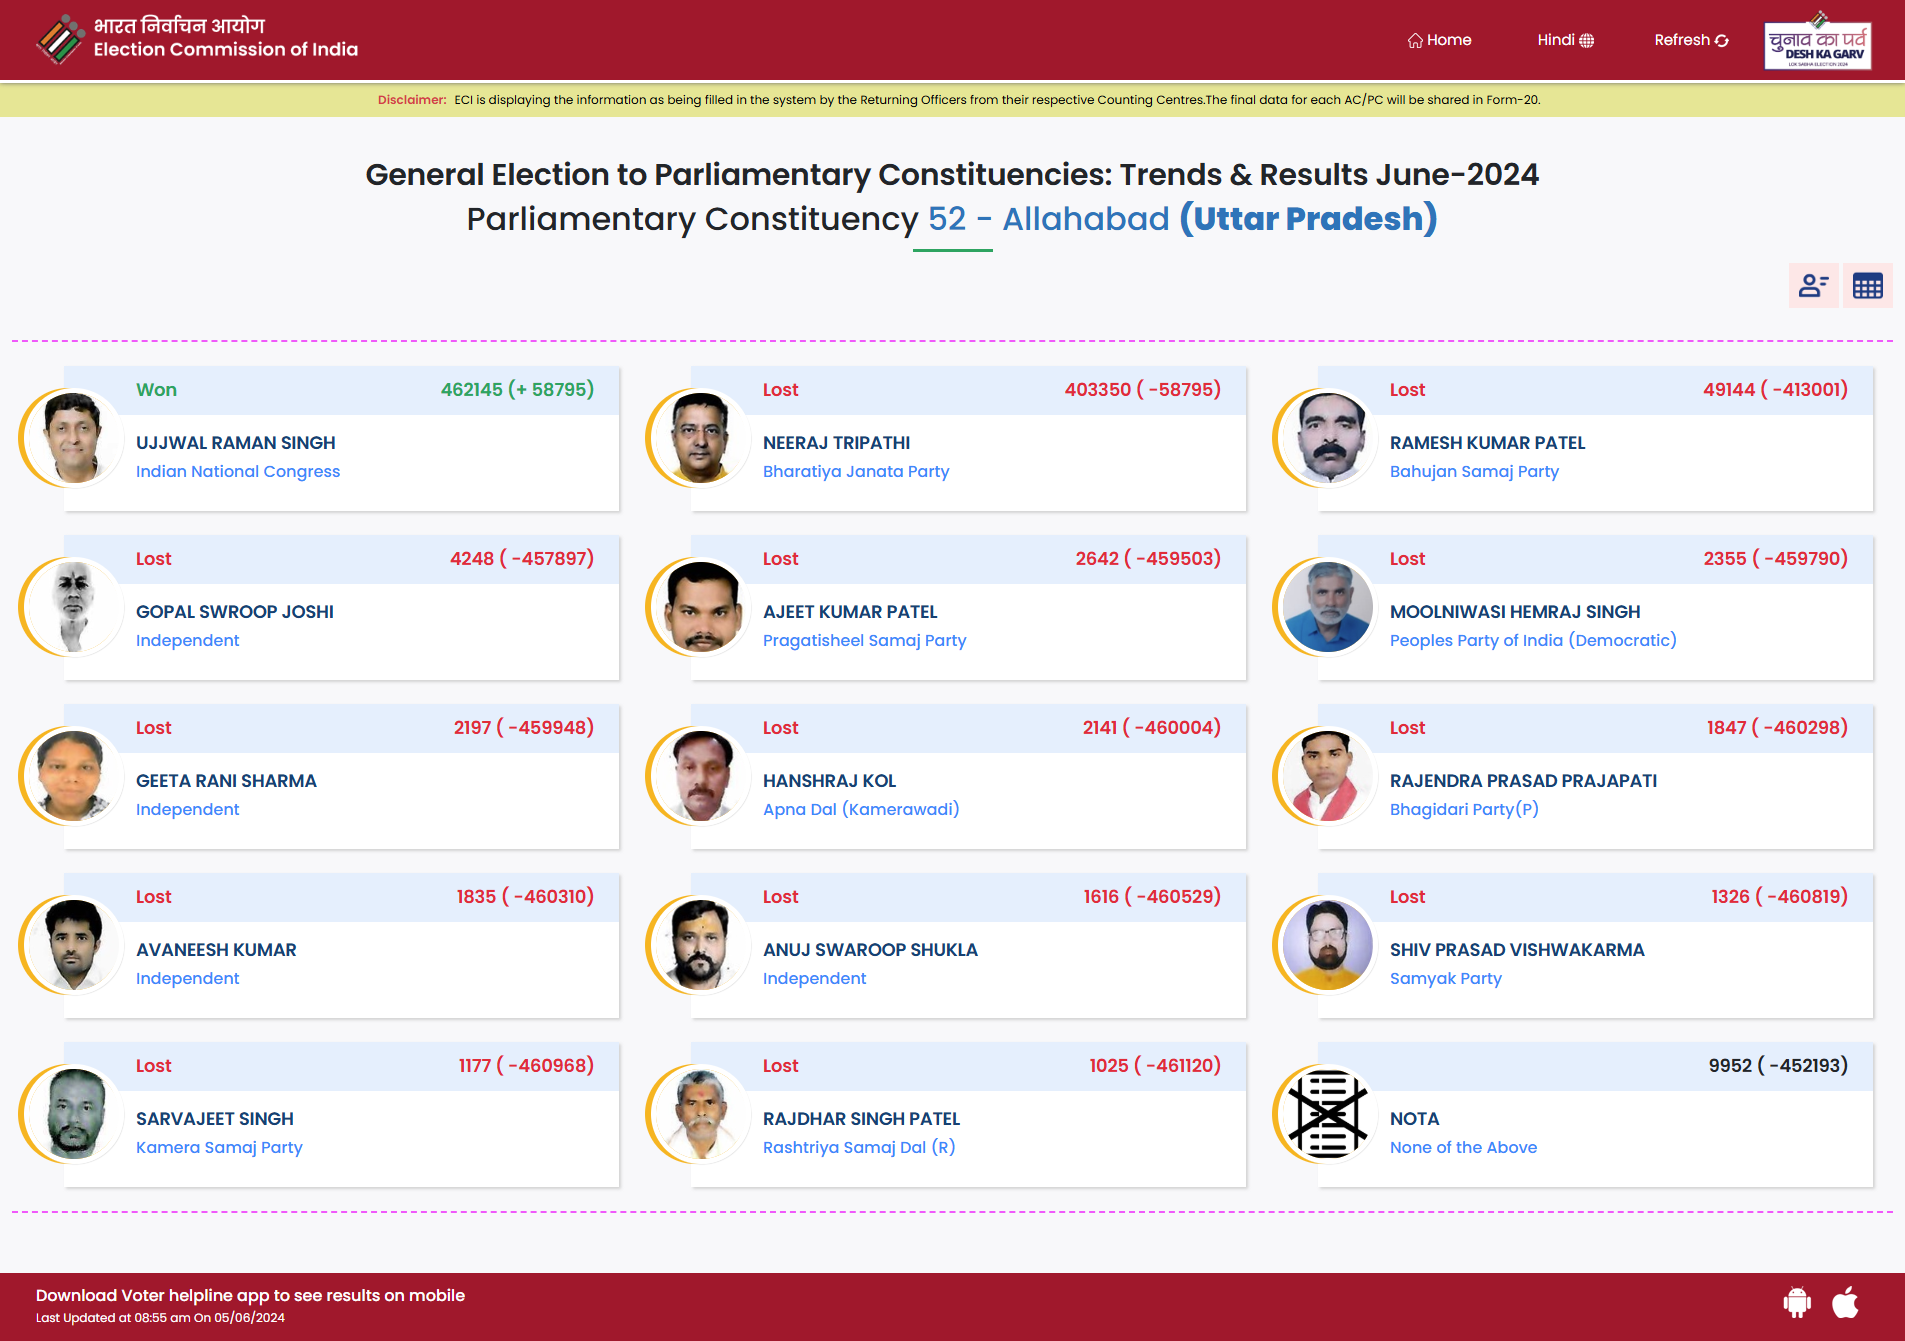 भारत निर्वाचन आयोग
Election Commission of India
Home
Hindi
Refresh
चुनाव का पर्व
DESH KA GARV
LOK SABHA ELECTION 2024
Disclaimer: ECI is displaying the information as being filled in the system by the Returning Officers from their respective Counting Centres.The final data for each AC/PC will be shared in Form-20.
General Election to Parliamentary Constituencies: Trends & Results June-2024
Parliamentary Constituency 52 - Allahabad (Uttar Pradesh)
Won 462145 (+ 58795)
UJJWAL RAMAN SINGH
Indian National Congress
Lost 403350 ( -58795)
NEERAJ TRIPATHI
Bharatiya Janata Party
Lost 49144 ( -413001)
RAMESH KUMAR PATEL
Bahujan Samaj Party
Lost 4248 ( -457897)
GOPAL SWROOP JOSHI
Independent
Lost 2642 ( -459503)
AJEET KUMAR PATEL
Pragatisheel Samaj Party
Lost 2355 ( -459790)
MOOLNIWASI HEMRAJ SINGH
Peoples Party of India (Democratic)
Lost 2197 ( -459948)
GEETA RANI SHARMA
Independent
Lost 2141 ( -460004)
HANSHRAJ KOL
Apna Dal (Kamerawadi)
Lost 1847 ( -460298)
RAJENDRA PRASAD PRAJAPATI
Bhagidari Party(P)
Lost 1835 ( -460310)
AVANEESH KUMAR
Independent
Lost 1616 ( -460529)
ANUJ SWAROOP SHUKLA
Independent
Lost 1326 ( -460819)
SHIV PRASAD VISHWAKARMA
Samyak Party
Lost 1177 ( -460968)
SARVAJEET SINGH
Kamera Samaj Party
Lost 1025 ( -461120)
RAJDHAR SINGH PATEL
Rashtriya Samaj Dal (R)
9952 ( -452193)
NOTA
None of the Above
Download Voter helpline app to see results on mobile
Last Updated at 08:55 am On 05/06/2024